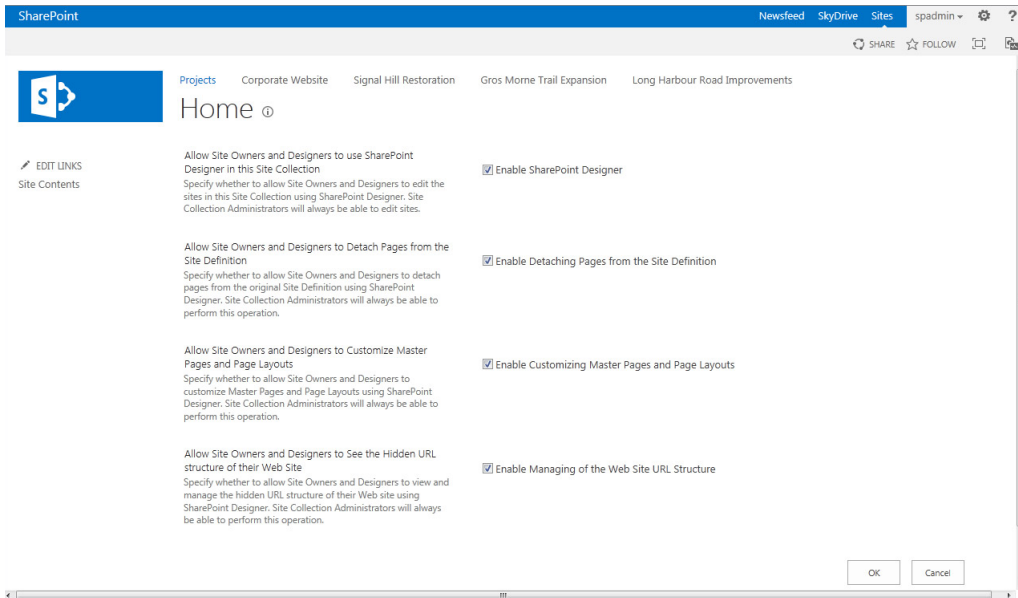 SharePoint
Newsfeed SkyDrive Sites spadmin ?
SHARE FOLLOW
S
Projects Corporate Website Signal Hill Restoration Gros Morne Trail Expansion Long Harbour Road Improvements
Home
EDIT LINKS
Site Contents
Allow Site Owners and Designers to use SharePoint
Designer in this Site Collection
Specify whether to allow Site Owners and Designers to edit the
sites in this Site Collection using SharePoint Designer. Site
Collection Administrators will always be able to edit sites.
Enable SharePoint Designer
Allow Site Owners and Designers to Detach Pages from the
Site Definition
Specify whether to allow Site Owners and Designers to detach
pages from the original Site Definition using SharePoint
Designer. Site Collection Administrators will always be able to
perform this operation.
Enable Detaching Pages from the Site Definition
Allow Site Owners and Designers to Customize Master
Pages and Page Layouts
Specify whether to allow Site Owners and Designers to
customize Master Pages and Page Layouts using SharePoint
Designer. Site Collection Administrators will always be able to
perform this operation.
Enable Customizing Master Pages and Page Layouts
Allow Site Owners and Designers to See the Hidden URL
structure of their Web Site
Specify whether to allow Site Owners and Designers to view and
manage the hidden URL structure of their Web site using
SharePoint Designer. Site Collection Administrators will always
be able to perform this operation.
Enable Managing of the Web Site URL Structure
OK Cancel